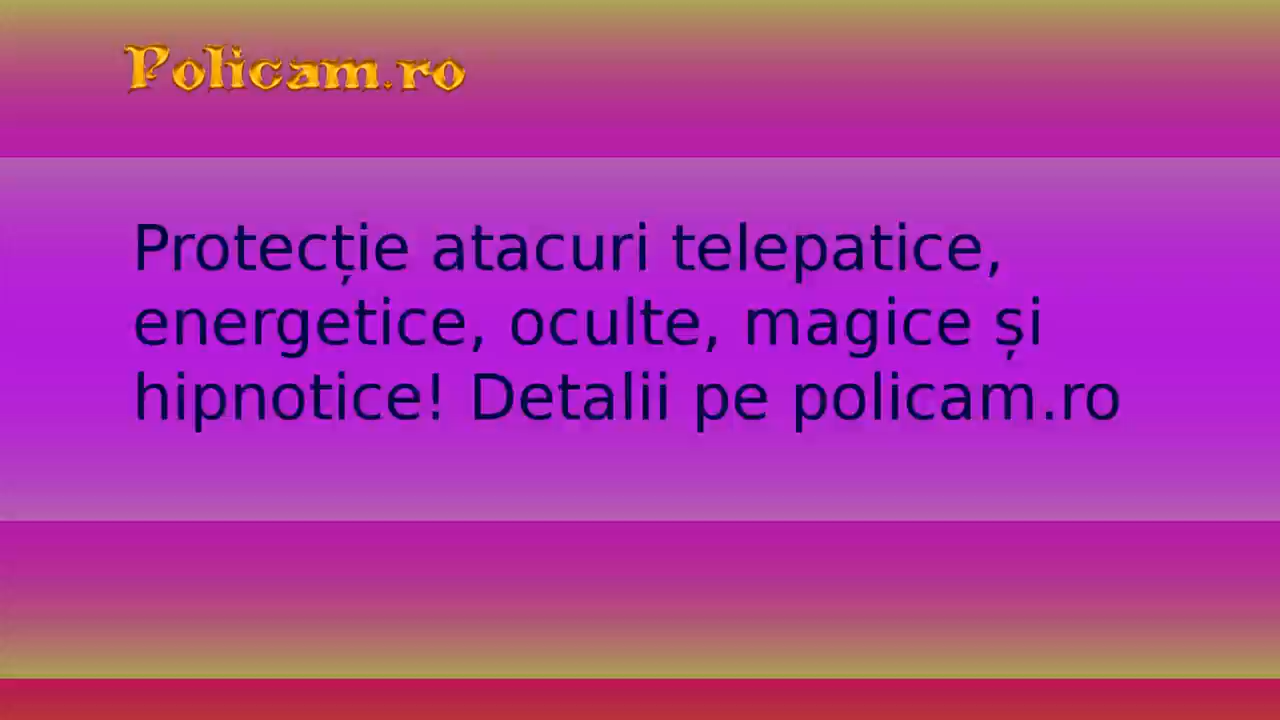 Policam.ro
Protecție atacuri telepatice,
energetice, oculte, magice și
hipnotice! Detalii pe policam.ro